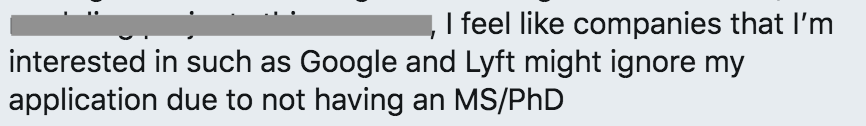 , I feel like companies that I’m
interested in such as Google and Lyft might ignore my
application due to not having an MS/PhD